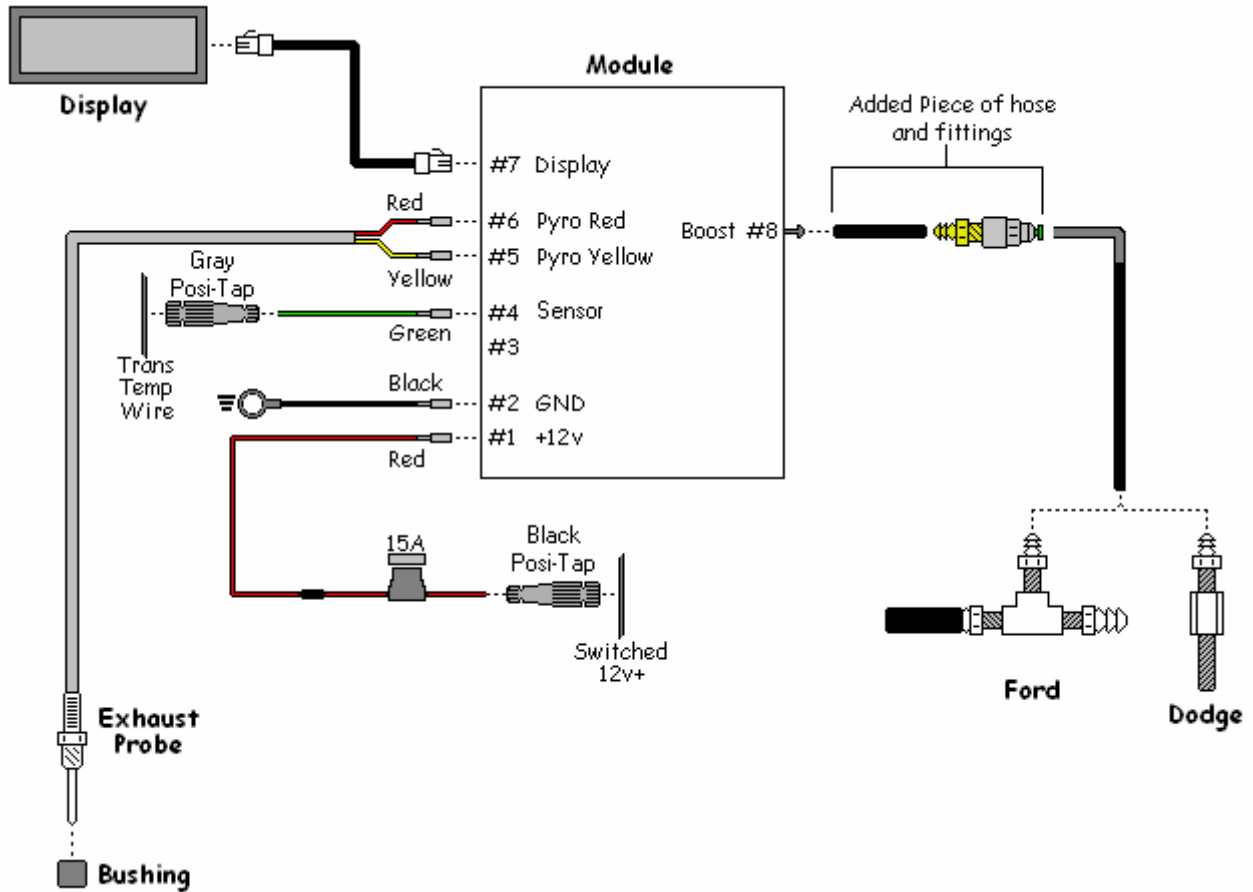 Display
Module
Added Piece of hose
and fittings
#7 Display
Red
#6 Pyro Red
Boost #8
#5 Pyro Yellow
Yellow
Gray
Posi-Tap
#4 Sensor
Green
#3
Trans
Temp
Wire
Black
#2 GND
#1 +12v
Red
15A
Black
Posi-Tap
Switched
12v+
Ford
Dodge
Exhaust
Probe
Bushing